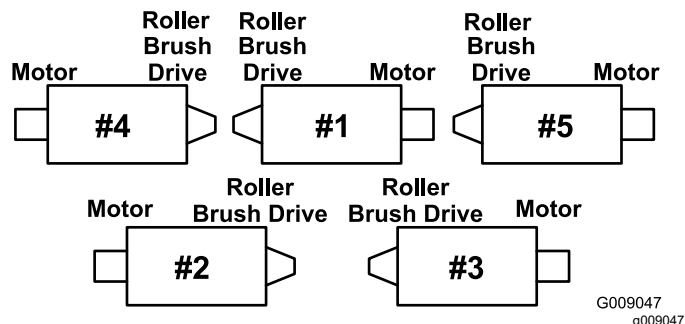 Roller
Brush
Drive
Roller
Brush
Drive
Roller
Brush
Drive
Motor
Motor
Motor
#4
#1
#5
Roller
Brush Drive
Roller
Brush Drive
Motor
Motor
#2
#3
G009047
g009047